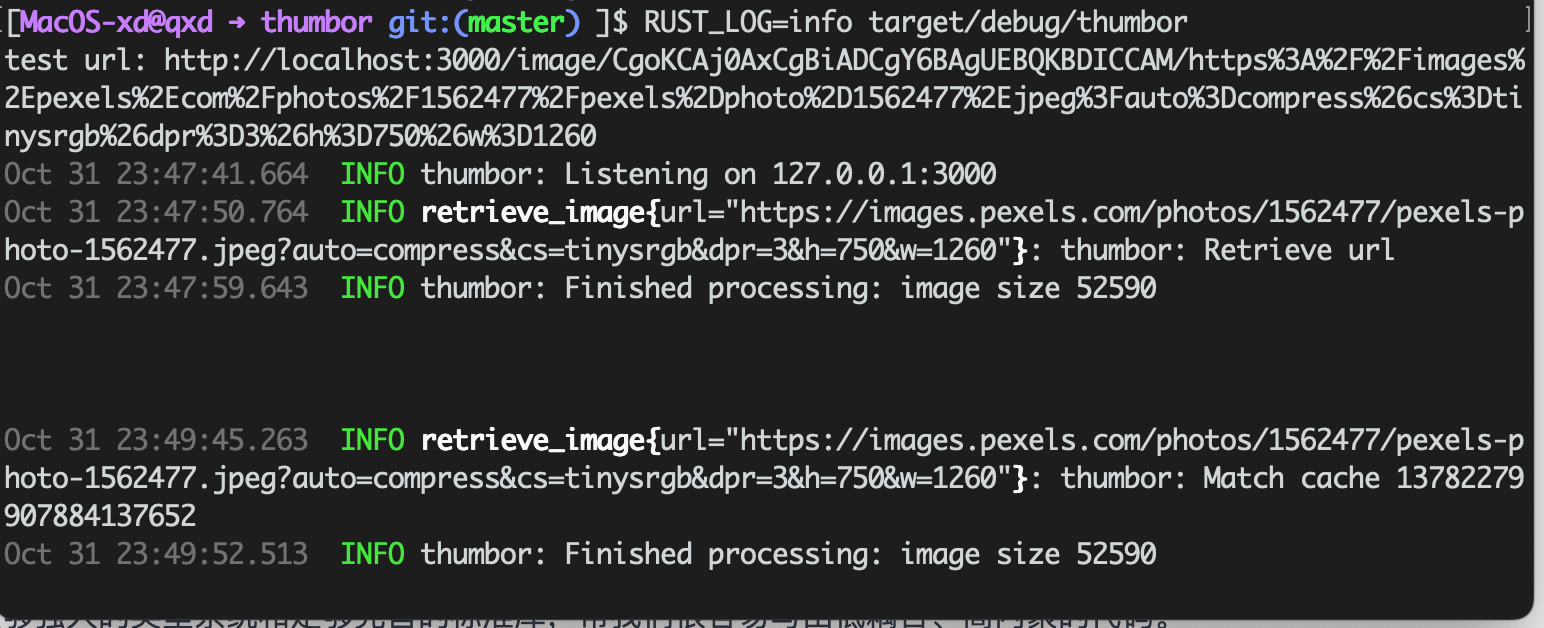 [MacOS-xd@qxd → thumbor git:(master) ]$ RUST_LOG=info target/debug/thumbor ]
test url: http://localhost:3000/image/CgoKCAj0AxCgBiADCgY6BAgUEBQKBDICCAM/https%3A%2F%2Fimages%
2Epexels%2Ecom%2Fphotos%2F1562477%2Fpexels%2Dphoto%2D1562477%2Ejpeg%3Fauto%3Dcompress%26cs%3Dti
nysrgb%26dpr%3D3%26h%3D750%26w%3D1260
Oct 31 23:47:41.664  INFO thumbor: Listening on 127.0.0.1:3000
Oct 31 23:47:50.764  INFO retrieve_image{url="https://images.pexels.com/photos/1562477/pexels-p
hoto-1562477.jpeg?auto=compress&cs=tinysrgb&dpr=3&h=750&w=1260"}: thumbor: Retrieve url
Oct 31 23:47:59.643  INFO thumbor: Finished processing: image size 52590
Oct 31 23:49:45.263  INFO retrieve_image{url="https://images.pexels.com/photos/1562477/pexels-p
hoto-1562477.jpeg?auto=compress&cs=tinysrgb&dpr=3&h=750&w=1260"}: thumbor: Match cache 13782279
907884137652
Oct 31 23:49:52.513  INFO thumbor: Finished processing: image size 52590